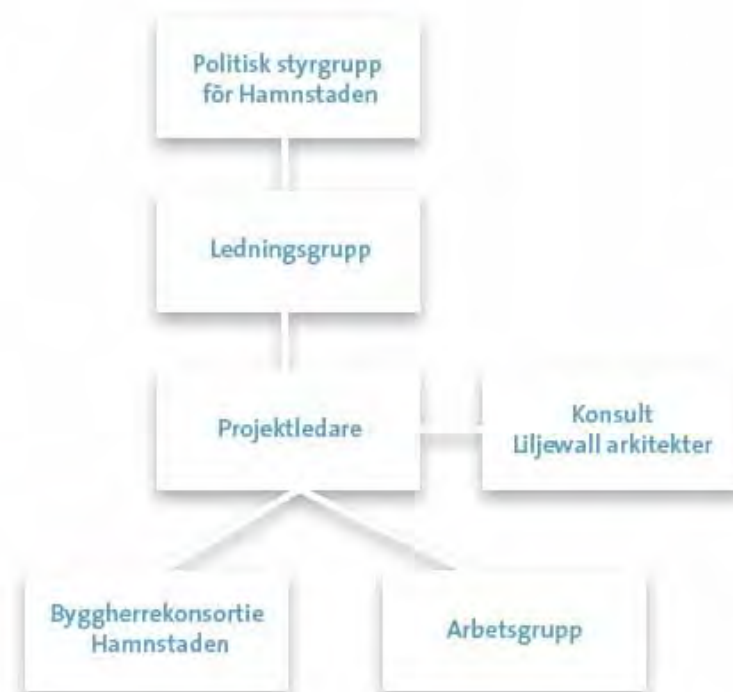 Politisk styrgrupp
för Hamnstaden
Ledningsgrupp
Projektledare
Konsult
Liljewall arkitekter
Byggherrekonsortie
Hamnstaden
Arbetsgrupp